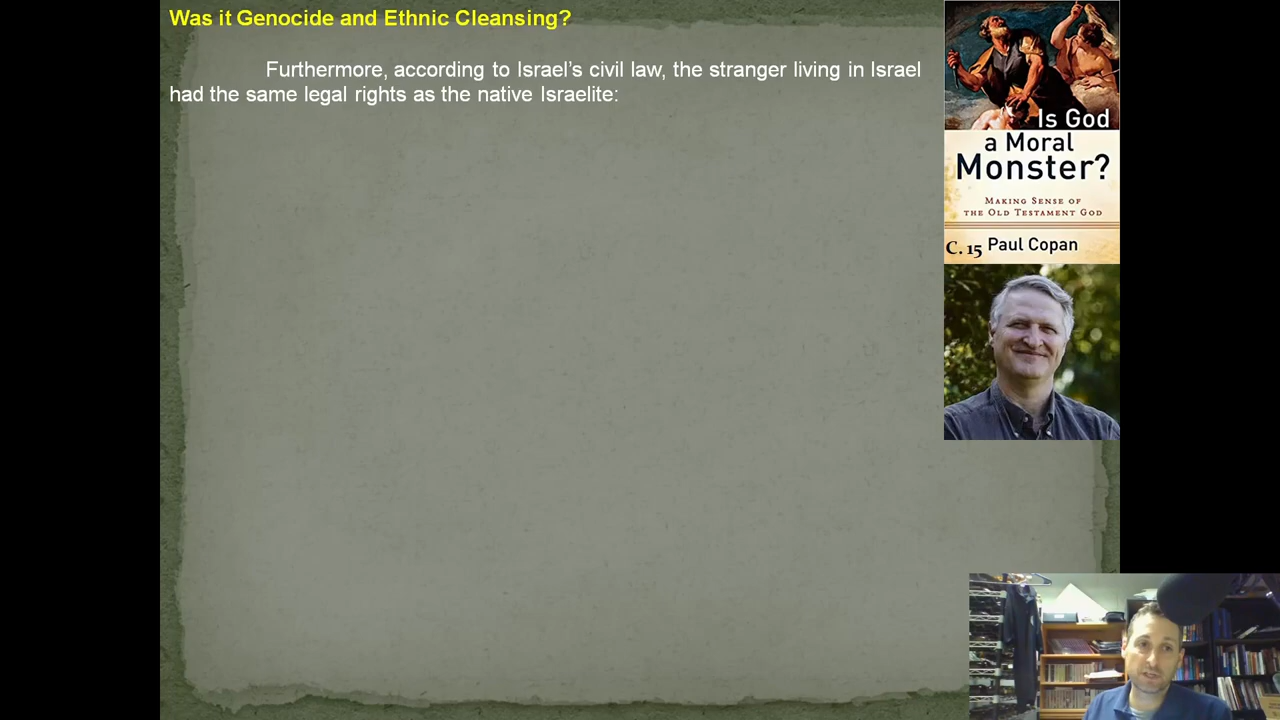 Was it Genocide and Ethnic Cleansing?
Furthermore, according to Israel's civil law, the stranger living in Israel
had the same legal rights as the native Israelite:
Is God
a Moral
Monster?
Making Sense of
the Old Testament God
C. 15 Paul Copan